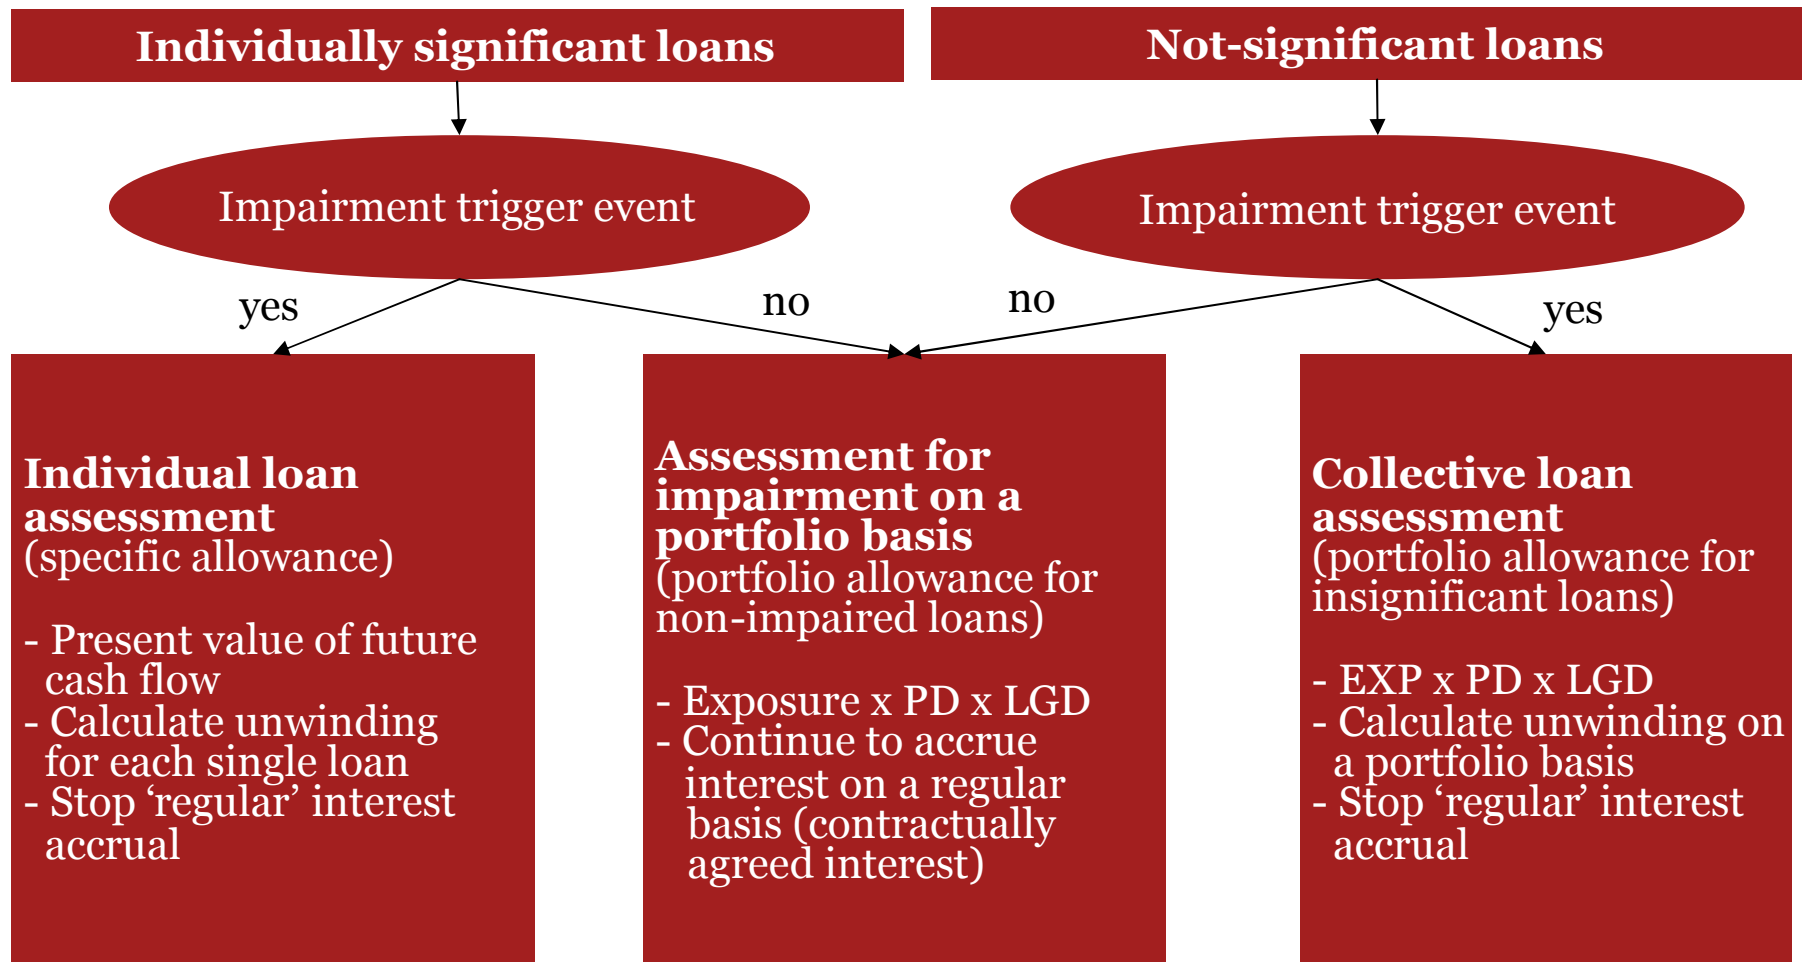 Individually significant loans
Not-significant loans
Impairment trigger event
Impairment trigger event
yes
no
no
yes
Individual loan
assessment
(specific allowance)
- Present value of future
cash flow
- Calculate unwinding
for each single loan
- Stop ‘regular’ interest
accrual
Assessment for
impairment on a
portfolio basis
(portfolio allowance for
non-impaired loans)
- Exposure x PD x LGD
- Continue to accrue
interest on a regular
basis (contractually
agreed interest)
Collective loan
assessment
(portfolio allowance for
insignificant loans)
- EXP x PD x LGD
- Calculate unwinding on
a portfolio basis
- Stop ‘regular’ interest
accrual